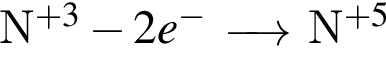 N⁺³ − 2e⁻ ⟶ N⁺⁵